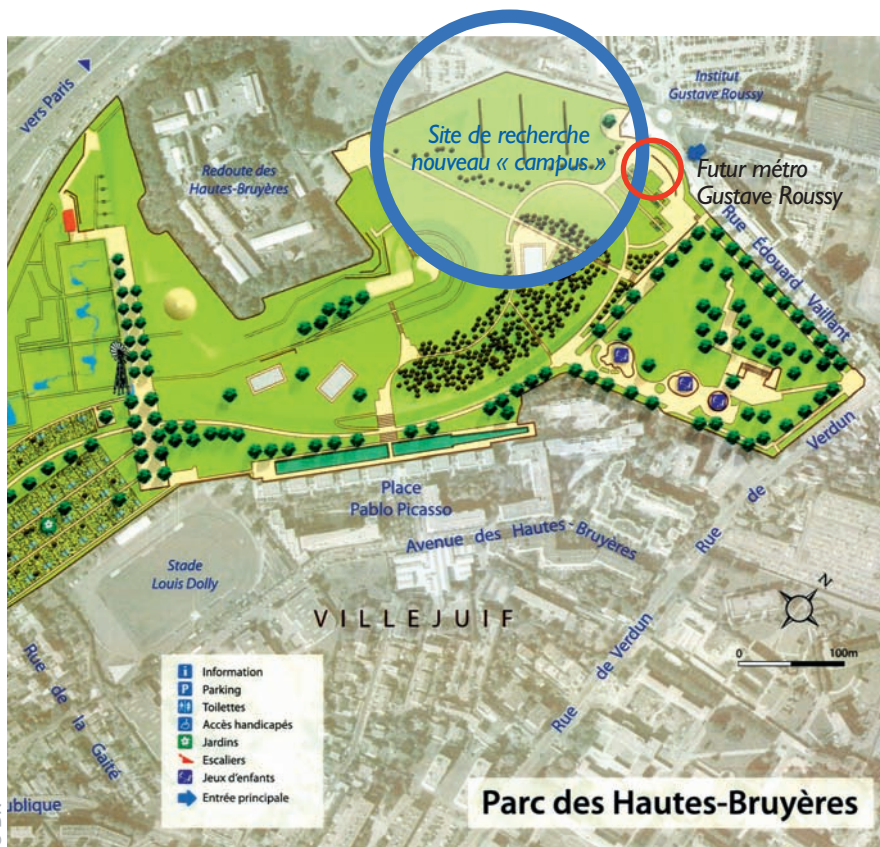 vers Paris
Institut
Gustave Roussy
Site de recherche
nouveau « campus »
Redoute des
Hautes-Bruyères
Futur métro
Gustave Roussy
Rue Édouard Vaillant
Rue de Verdun
Place
Pablo Picasso
Avenue des Hautes-Bruyères
Stade
Louis Dolly
VILLEJUIF
N
0 100m
Rue de Verdun
Rue de la Gaîté
i Information
P Parking
Toilettes
Accès handicapés
Jardins
Escaliers
Jeux d'enfants
Entrée principale
ublique
Parc des Hautes-Bruyères